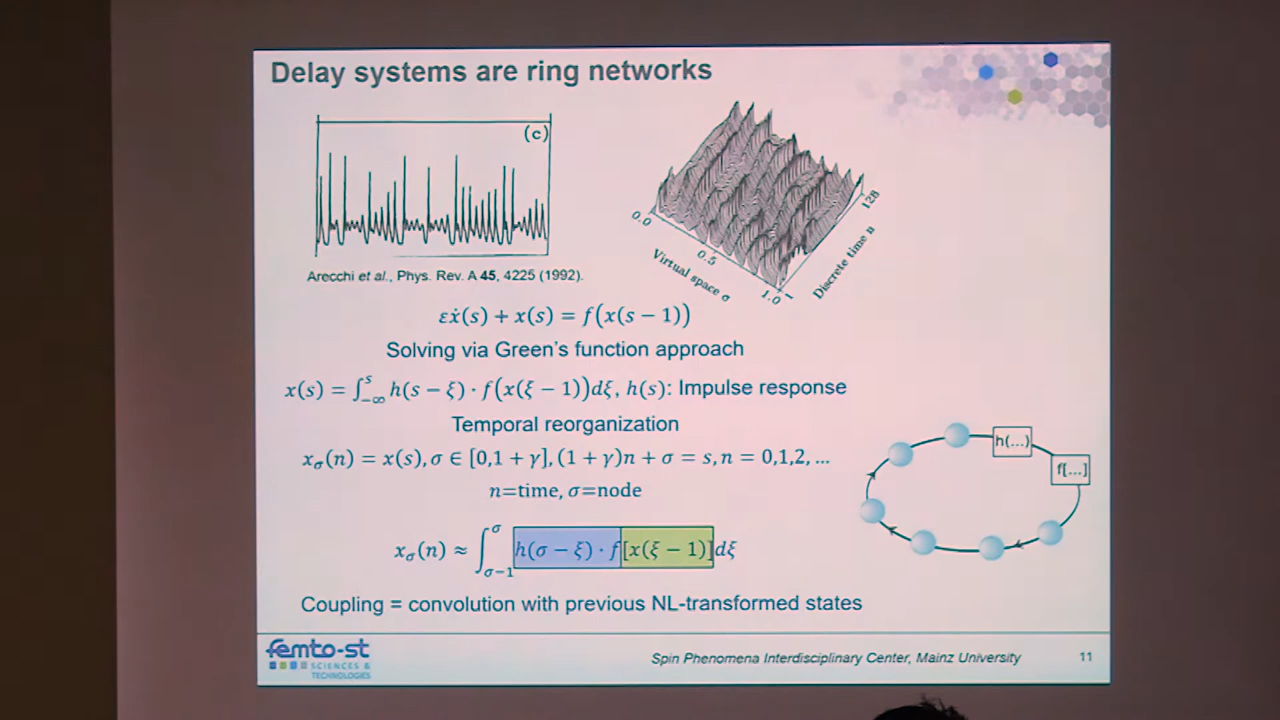 Delay systems are ring networks
(c)
Arecchi et al., Phys. Rev. A 45, 4225 (1992).
0.0
0.5
1.0
Virtual space σ
128
Discrete time n
εẋ(s) + x(s) = f(x(s − 1))
Solving via Green's function approach
x(s) = ∫_{−∞}^{s} h(s − ξ) · f(x(ξ − 1))dξ, h(s): Impulse response
Temporal reorganization
x_σ(n) = x(s), σ ∈ [0,1 + γ], (1 + γ)n + σ = s, n = 0,1,2, ...
n=time, σ=node
x_σ(n) ≈ ∫_{σ−1}^{σ} h(σ − ξ) · f[x(ξ − 1)]dξ
h(...)
f[...]
Coupling = convolution with previous NL-transformed states
femto-st
SCIENCES &
TECHNOLOGIES
Spin Phenomena Interdisciplinary Center, Mainz University
11